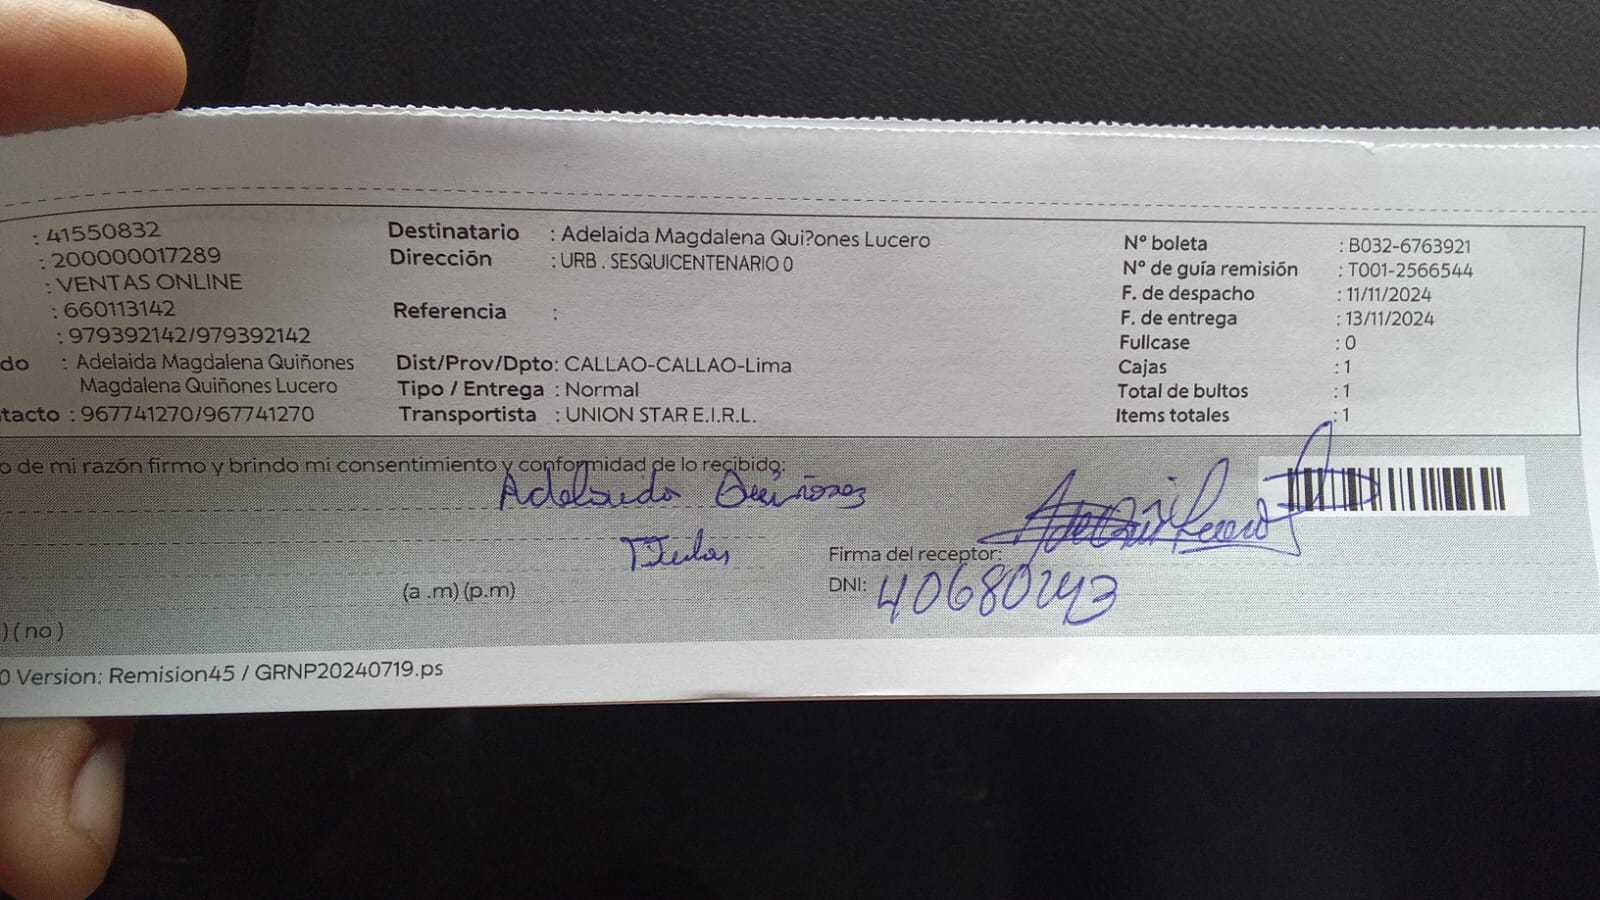 : 41550832
: 200000017289
: VENTAS ONLINE
: 660113142
: 979392142/979392142
do : Adelaida Magdalena Quiñones
Magdalena Quiñones Lucero
ntacto : 967741270/967741270
Destinatario : Adelaida Magdalena Qui?ones Lucero
Dirección : URB . SESQUICENTENARIO 0
Referencia :
Dist/Prov/Dpto: CALLAO-CALLAO-Lima
Tipo / Entrega : Normal
Transportista : UNION STAR E.I.R.L.
N° boleta : B032-6763921
N° de guía remisión : T001-2566544
F. de despacho : 11/11/2024
F. de entrega : 13/11/2024
Fullcase : 0
Cajas : 1
Total de bultos : 1
Items totales : 1
o de mi razón firmo y brindo mi consentimiento y conformidad de lo recibido:
Adelaida Quiñones
Titular
Firma del receptor:
(a .m) (p.m)
DNI: 40680243
) ( no )
0 Version: Remision45 / GRNP20240719.ps